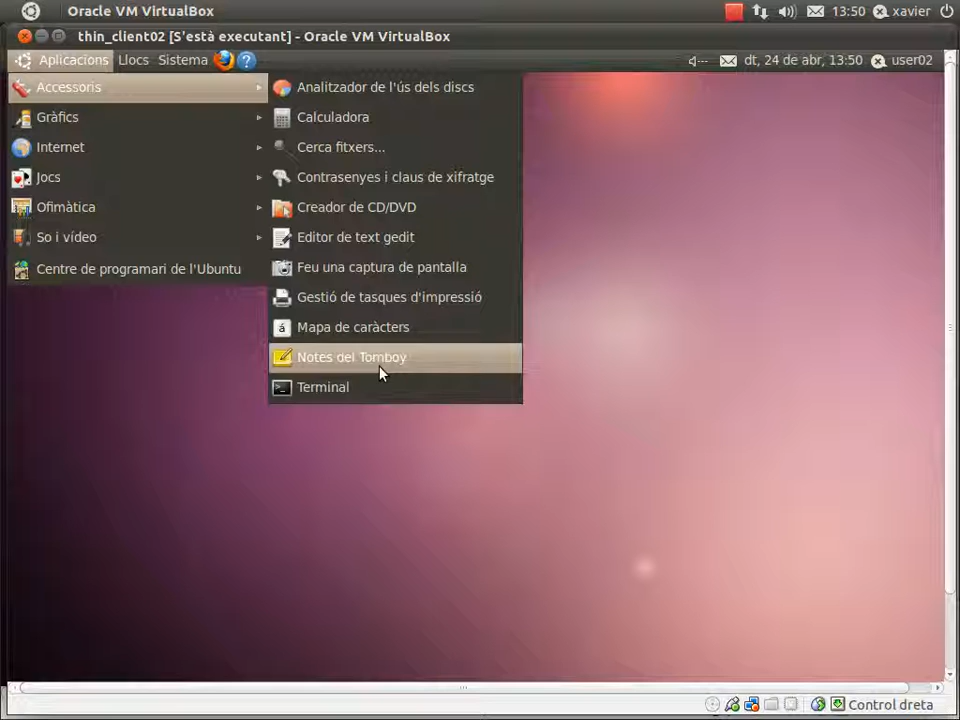 Oracle VM VirtualBox
13:50 xavier
thin_client02 [S'està executant] - Oracle VM VirtualBox
Aplicacions Llocs Sistema ?
dt, 24 de abr, 13:50 user02
Accessoris
Gràfics
Internet
Jocs
Ofimàtica
So i vídeo
Centre de programari de l'Ubuntu
Analitzador de l'ús dels discs
Calculadora
Cerca fitxers...
Contrasenyes i claus de xifratge
Creador de CD/DVD
Editor de text gedit
Feu una captura de pantalla
Gestió de tasques d'impressió
á Mapa de caràcters
Notes del Tomboy
>_ Terminal
Control dreta